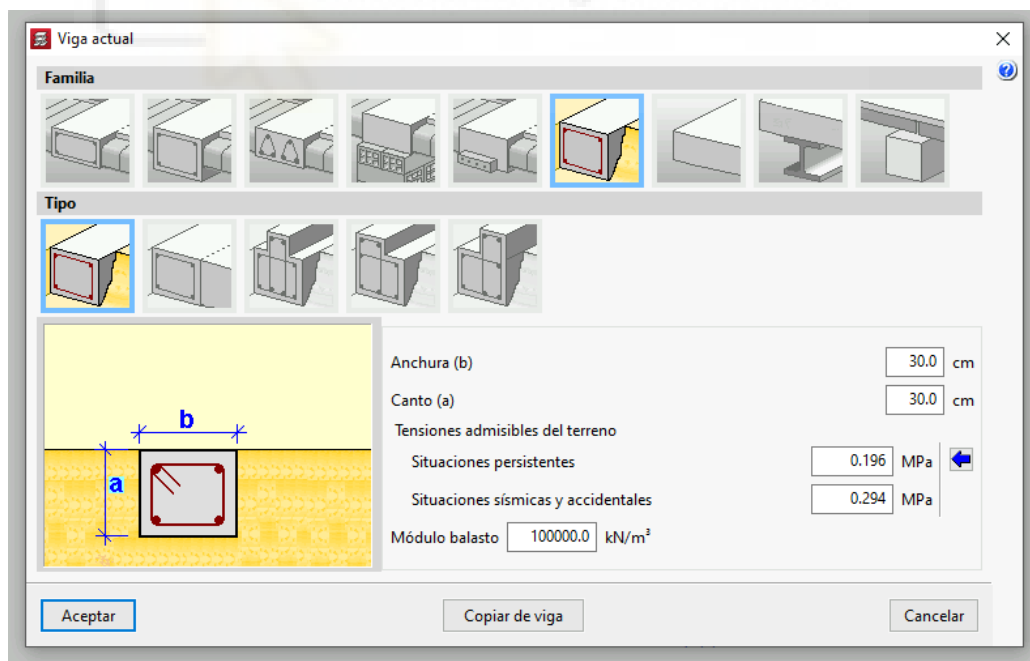 Viga actual
Familia
Tipo
Anchura (b) 30.0 cm
Canto (a) 30.0 cm
Tensiones admisibles del terreno
Situaciones persistentes 0.196 MPa
Situaciones sísmicas y accidentales 0.294 MPa
Módulo balasto 100000.0 kN/m³
b
a
Aceptar Copiar de viga Cancelar